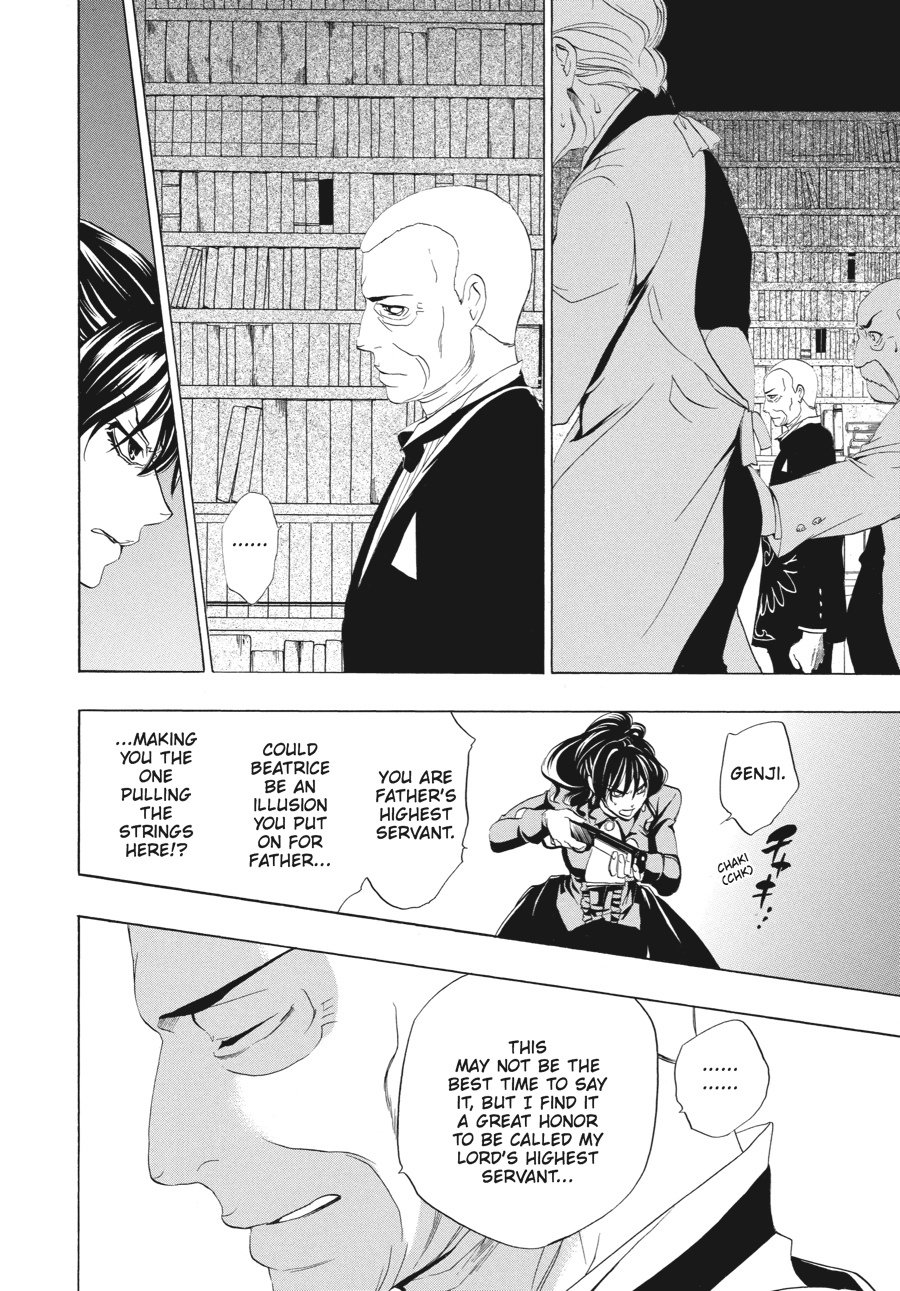 ......
GENJI.
チャキ...
CHAKI
(CHK)
YOU ARE
FATHER'S
HIGHEST
SERVANT.
COULD
BEATRICE
BE AN
ILLUSION
YOU PUT
ON FOR
FATHER...
...MAKING
YOU THE
ONE
PULLING
THE
STRINGS
HERE!?
......
......
THIS
MAY NOT BE THE
BEST TIME TO SAY
IT, BUT I FIND IT
A GREAT HONOR
TO BE CALLED MY
LORD'S HIGHEST
SERVANT...